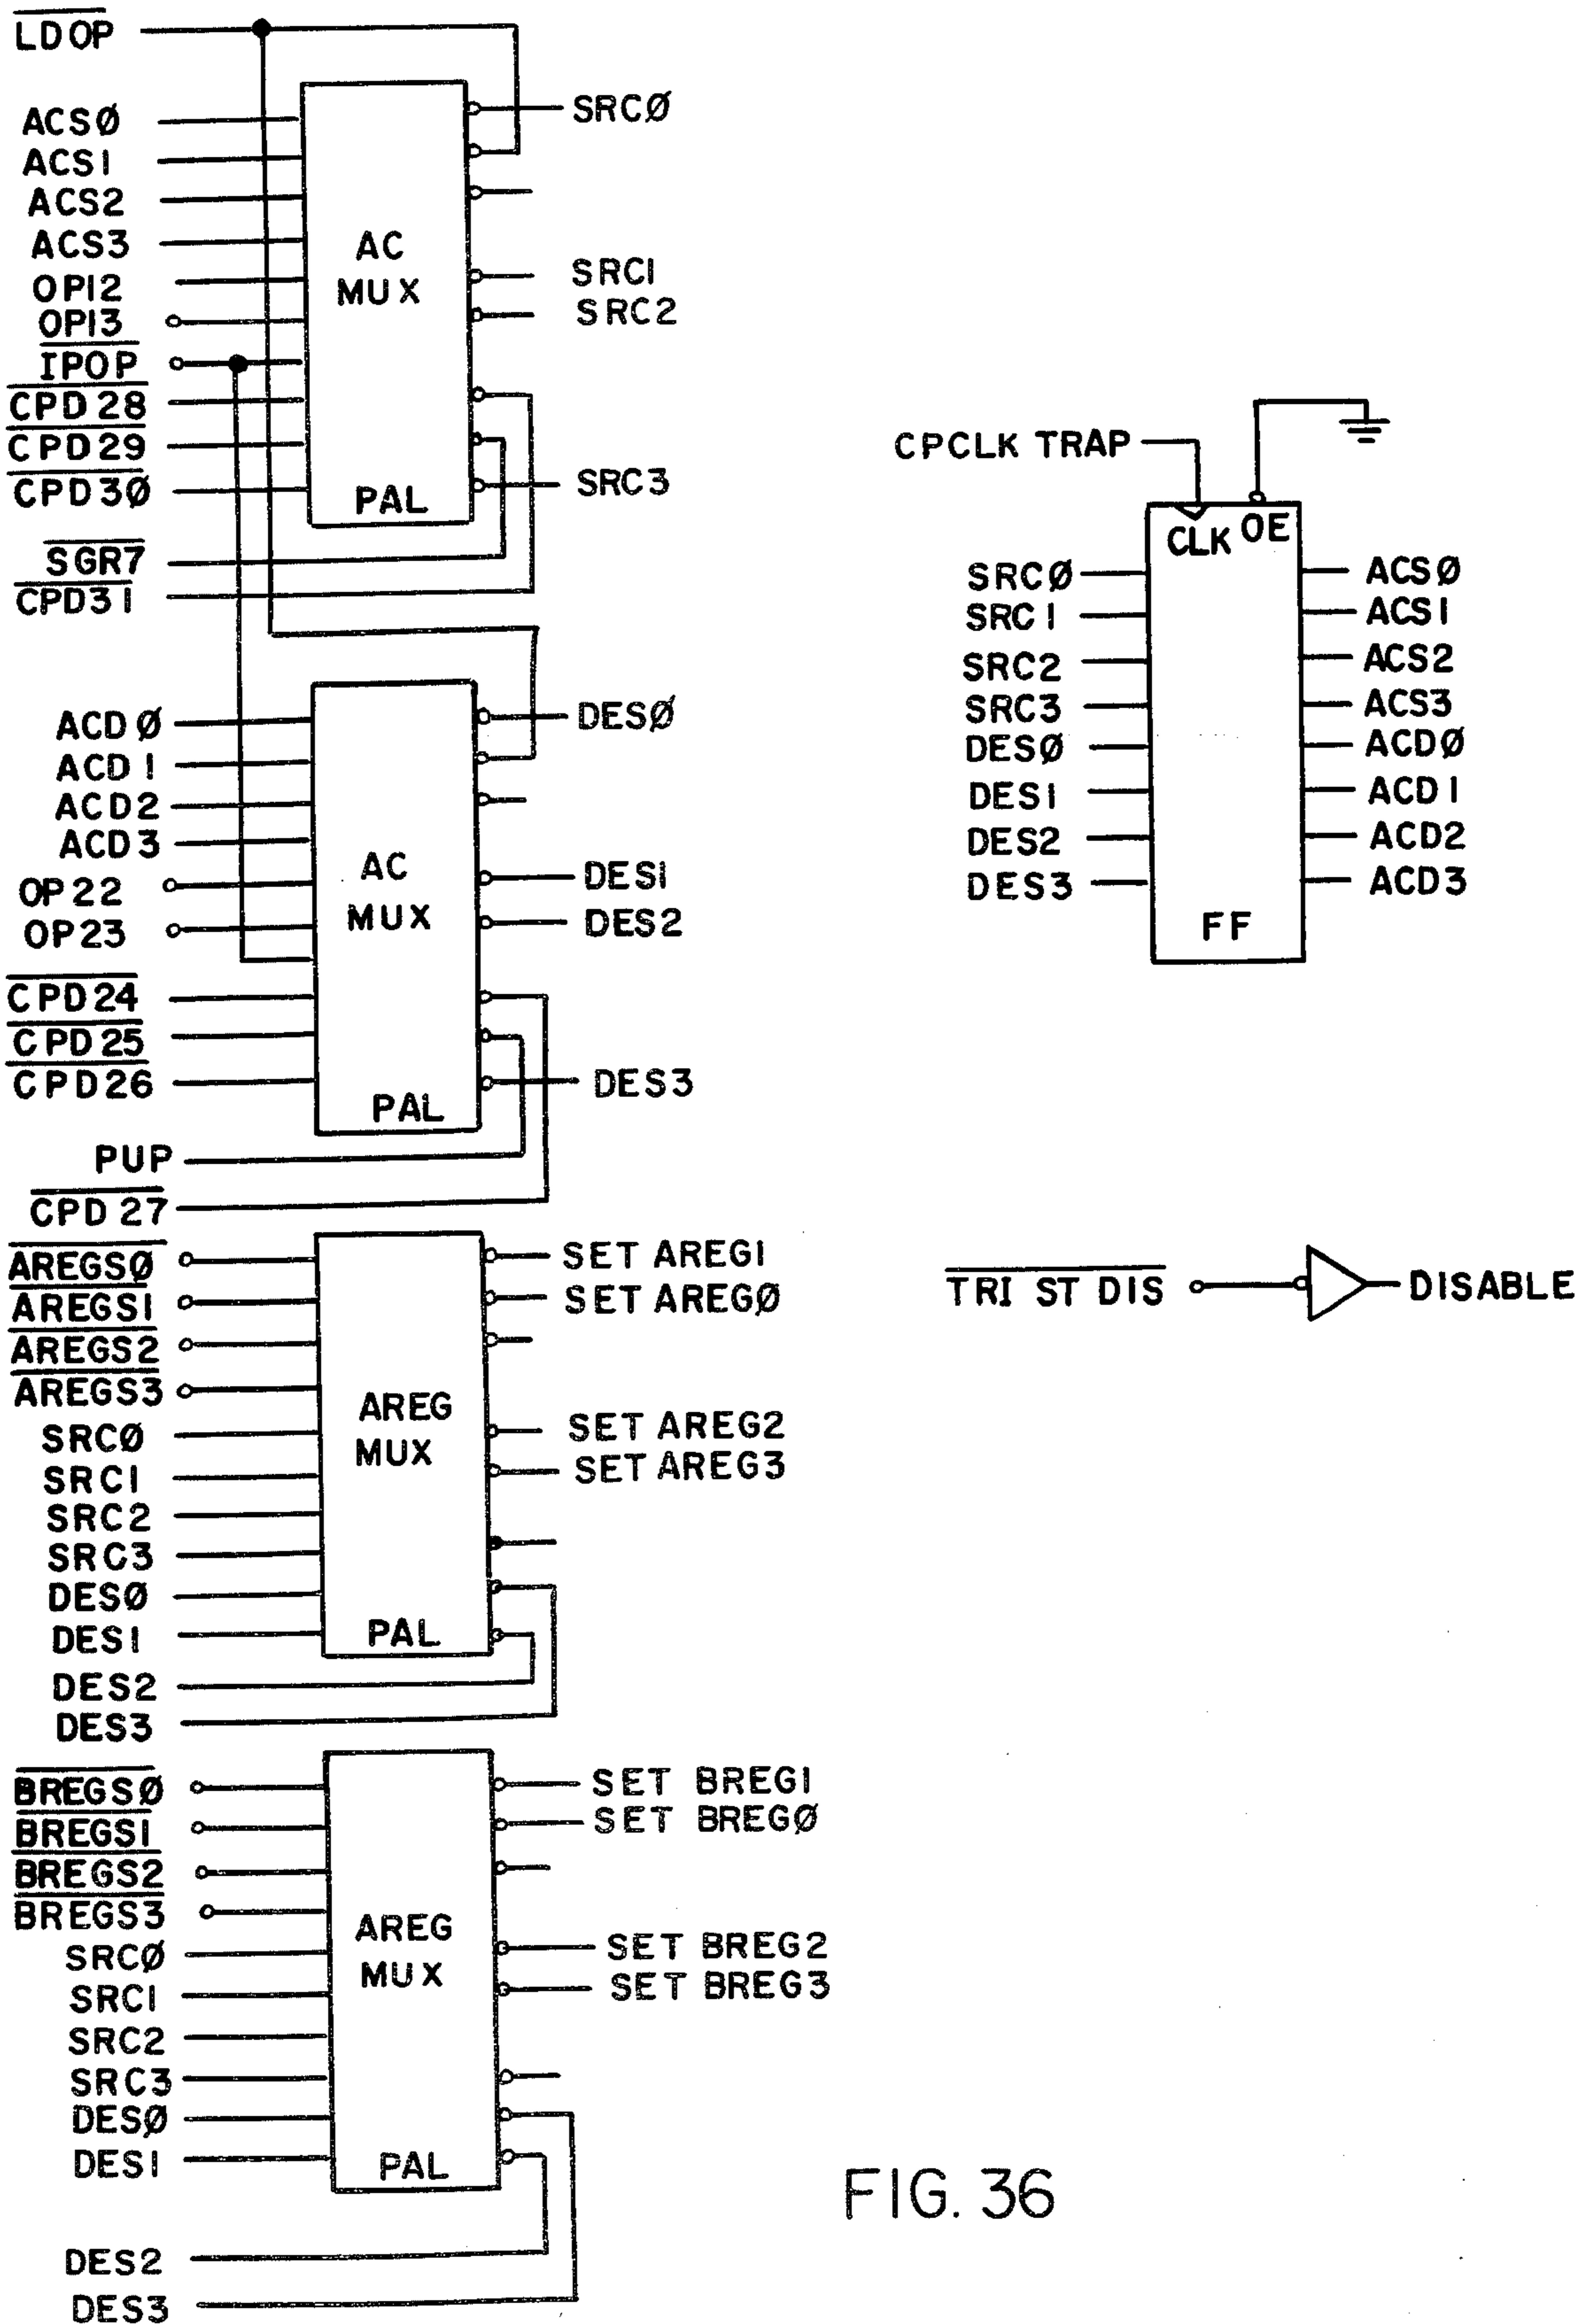 LDOP
ACSØ
ACS1
ACS2
ACS3
OP12
OP13
IPOP
CPD28
CPD29
CPD3Ø
SGR7
CPD31
AC
MUX
PAL
SRCØ
SRC1
SRC2
SRC3
ACDØ
ACD1
ACD2
ACD3
OP22
OP23
CPD24
CPD25
CPD26
PUP
CPD27
AC
MUX
PAL
DESØ
DES1
DES2
DES3
AREGSØ
AREGS1
AREGS2
AREGS3
SRCØ
SRC1
SRC2
SRC3
DESØ
DES1
DES2
DES3
AREG
MUX
PAL
SET AREG1
SET AREGØ
SET AREG2
SET AREG3
BREGSØ
BREGS1
BREGS2
BREGS3
SRCØ
SRC1
SRC2
SRC3
DESØ
DES1
DES2
DES3
AREG
MUX
PAL
SET BREG1
SET BREGØ
SET BREG2
SET BREG3
CPCLK TRAP
CLK OE
SRCØ
SRC1
SRC2
SRC3
DESØ
DES1
DES2
DES3
FF
ACSØ
ACS1
ACS2
ACS3
ACDØ
ACD1
ACD2
ACD3
TRI ST DIS
DISABLE
FIG. 36